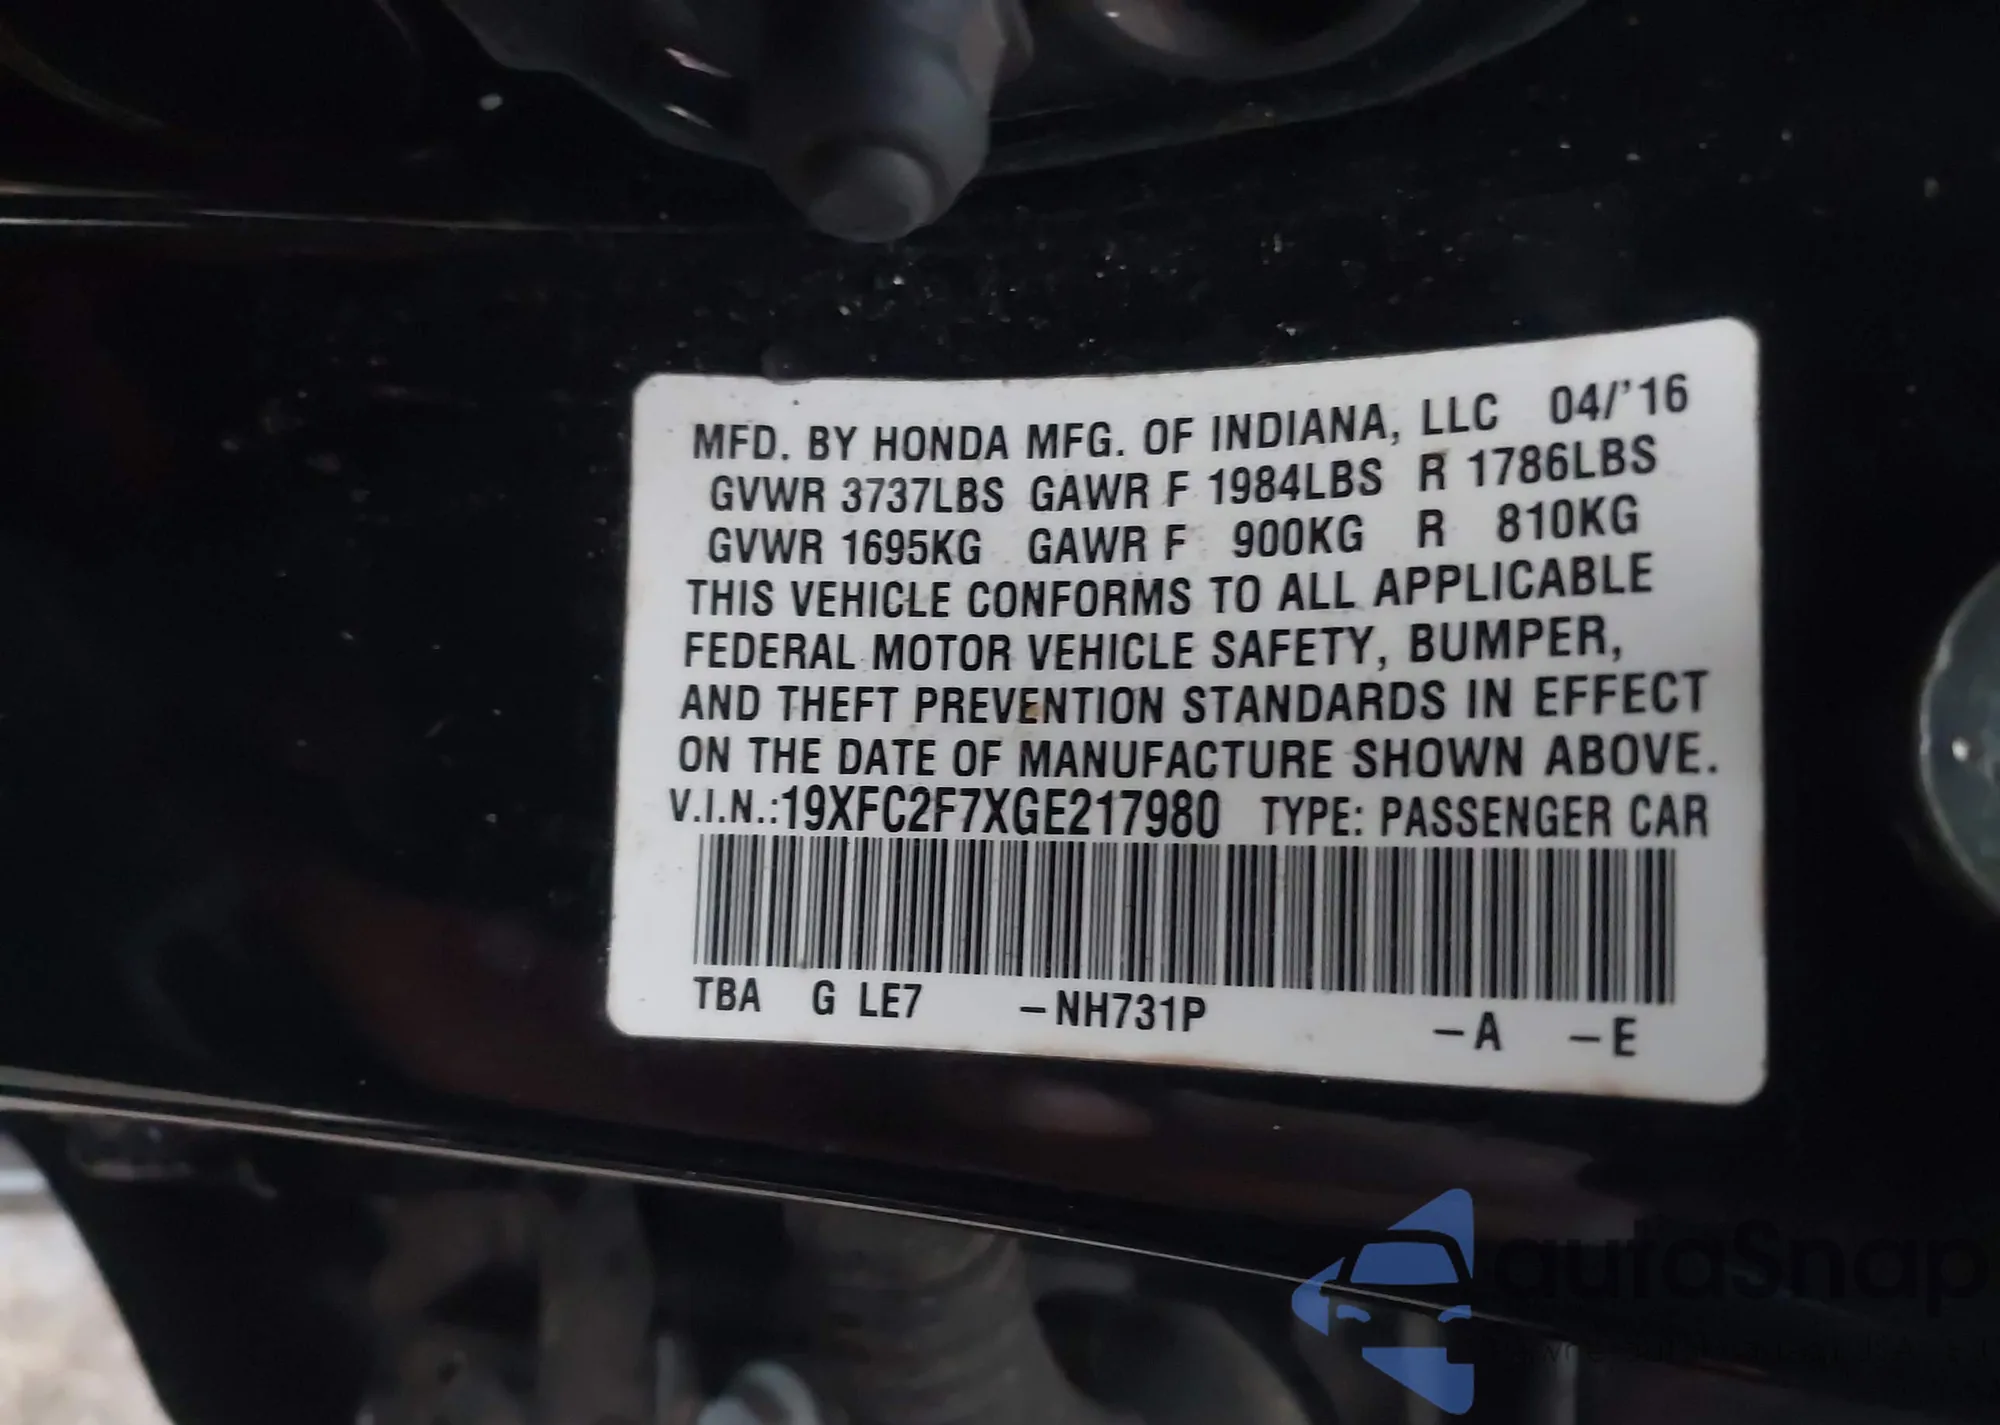 MFD. BY HONDA MFG. OF INDIANA, LLC 04/'16
GVWR 3737LBS GAWR F 1984LBS R 1786LBS
GVWR 1695KG GAWR F 900KG R 810KG
THIS VEHICLE CONFORMS TO ALL APPLICABLE
FEDERAL MOTOR VEHICLE SAFETY, BUMPER,
AND THEFT PREVENTION STANDARDS IN EFFECT
ON THE DATE OF MANUFACTURE SHOWN ABOVE.
V.I.N.:19XFC2F7XGE217980 TYPE: PASSENGER CAR
TBA G LE7 –NH731P –A –E
autaSnap